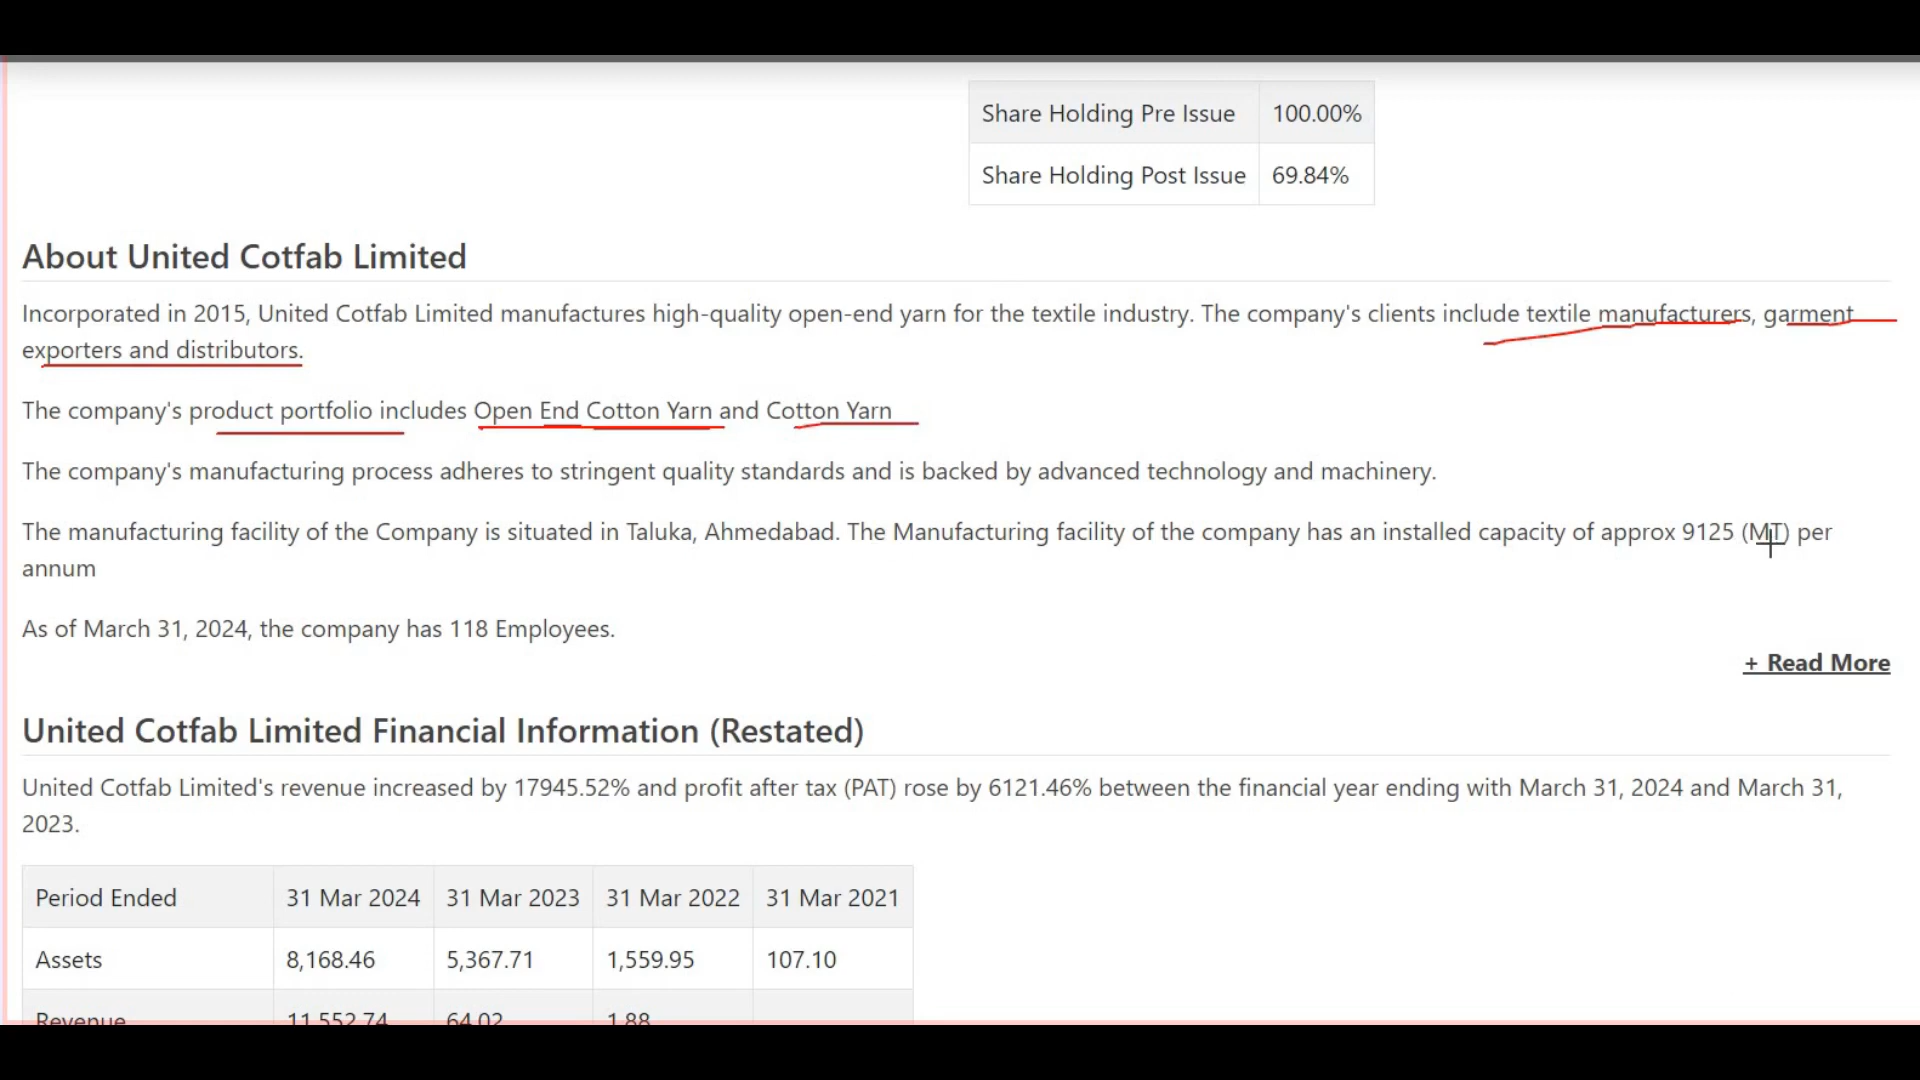 Share Holding Pre Issue 100.00%
Share Holding Post Issue 69.84%
About United Cotfab Limited
Incorporated in 2015, United Cotfab Limited manufactures high-quality open-end yarn for the textile industry. The company's clients include textile manufacturers, garment
exporters and distributors.
The company's product portfolio includes Open End Cotton Yarn and Cotton Yarn
The company's manufacturing process adheres to stringent quality standards and is backed by advanced technology and machinery.
The manufacturing facility of the Company is situated in Taluka, Ahmedabad. The Manufacturing facility of the company has an installed capacity of approx 9125 (MT) per
annum
As of March 31, 2024, the company has 118 Employees.
+ Read More
United Cotfab Limited Financial Information (Restated)
United Cotfab Limited's revenue increased by 17945.52% and profit after tax (PAT) rose by 6121.46% between the financial year ending with March 31, 2024 and March 31,
2023.
Period Ended 31 Mar 2024 31 Mar 2023 31 Mar 2022 31 Mar 2021
Assets 8,168.46 5,367.71 1,559.95 107.10
Revenue 11,552.74 64.02 1.88